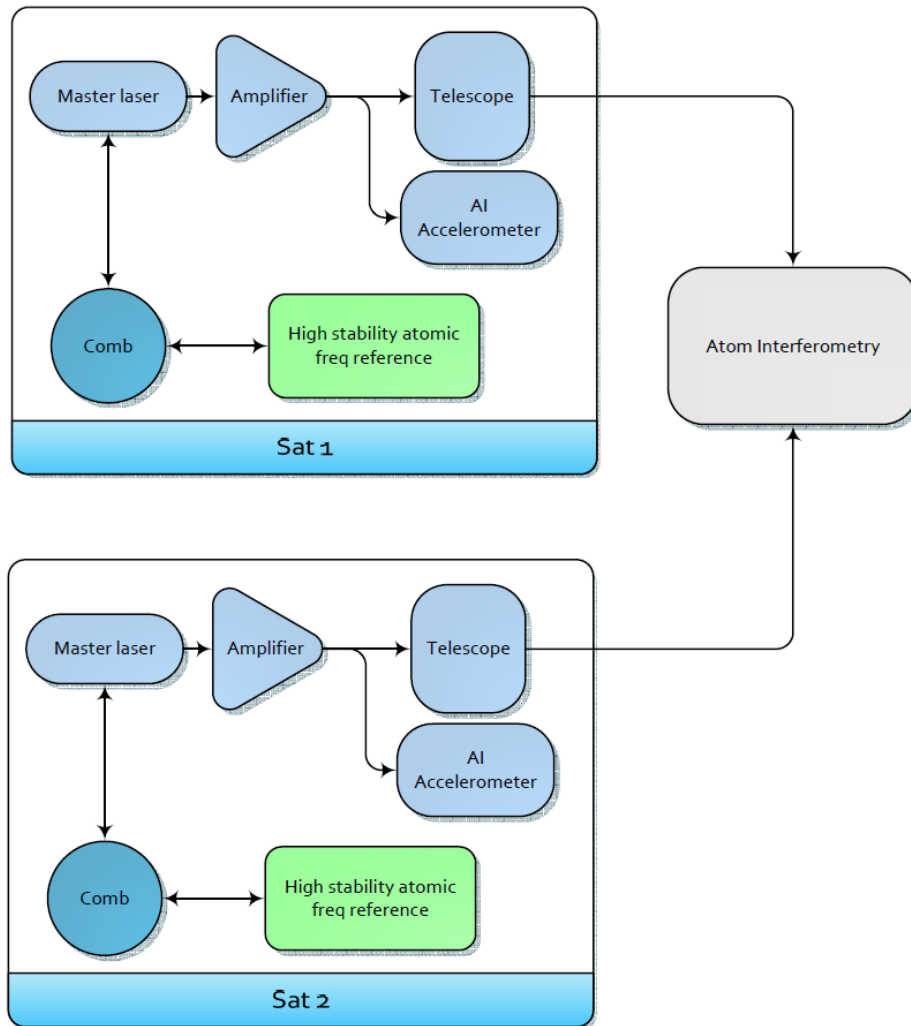 Master laser
Amplifier
Telescope
AI
Accelerometer
Comb
High stability atomic
freq reference
Sat 1
Atom Interferometry
Master laser
Amplifier
Telescope
AI
Accelerometer
Comb
High stability atomic
freq reference
Sat 2